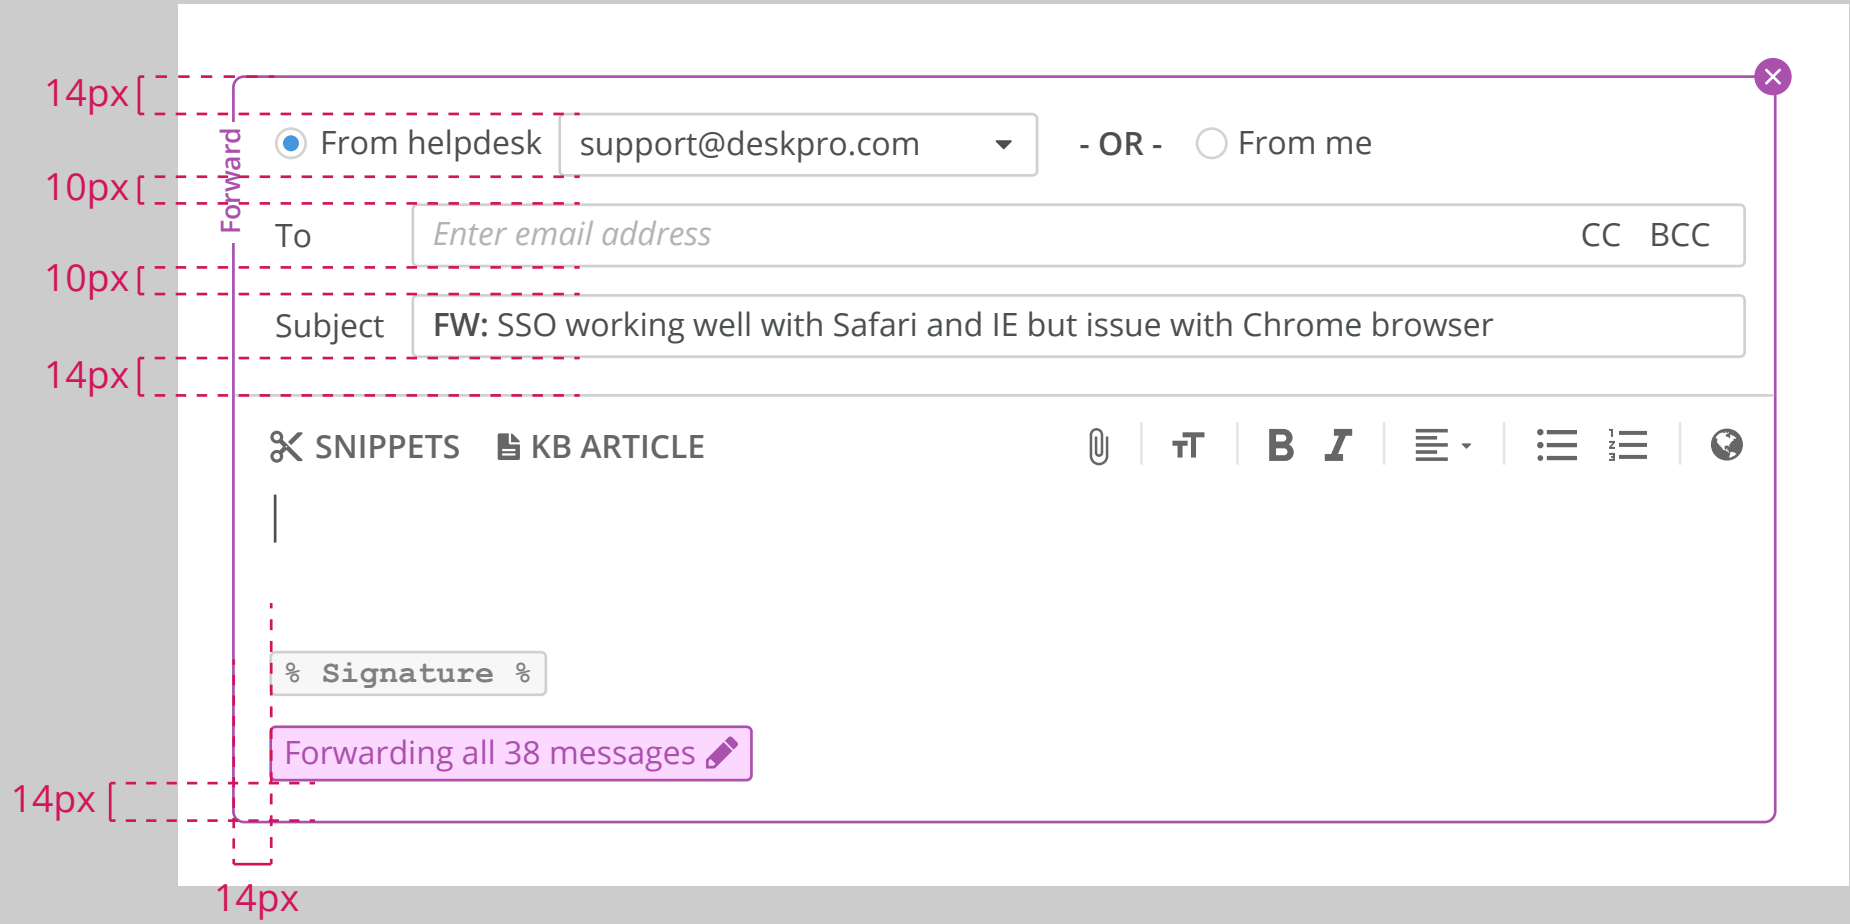 14px
From helpdesk support@deskpro.com - OR - From me
Forward
10px
To Enter email address CC BCC
10px
Subject FW: SSO working well with Safari and IE but issue with Chrome browser
14px
SNIPPETS KB ARTICLE B I
% Signature %
Forwarding all 38 messages
14px
14px